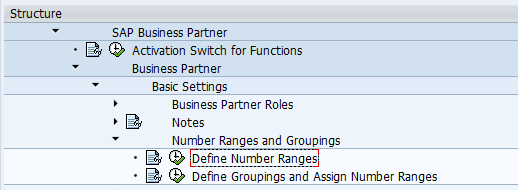 Structure
SAP Business Partner
Activation Switch for Functions
Business Partner
Basic Settings
Business Partner Roles
Notes
Number Ranges and Groupings
Define Number Ranges
Define Groupings and Assign Number Ranges